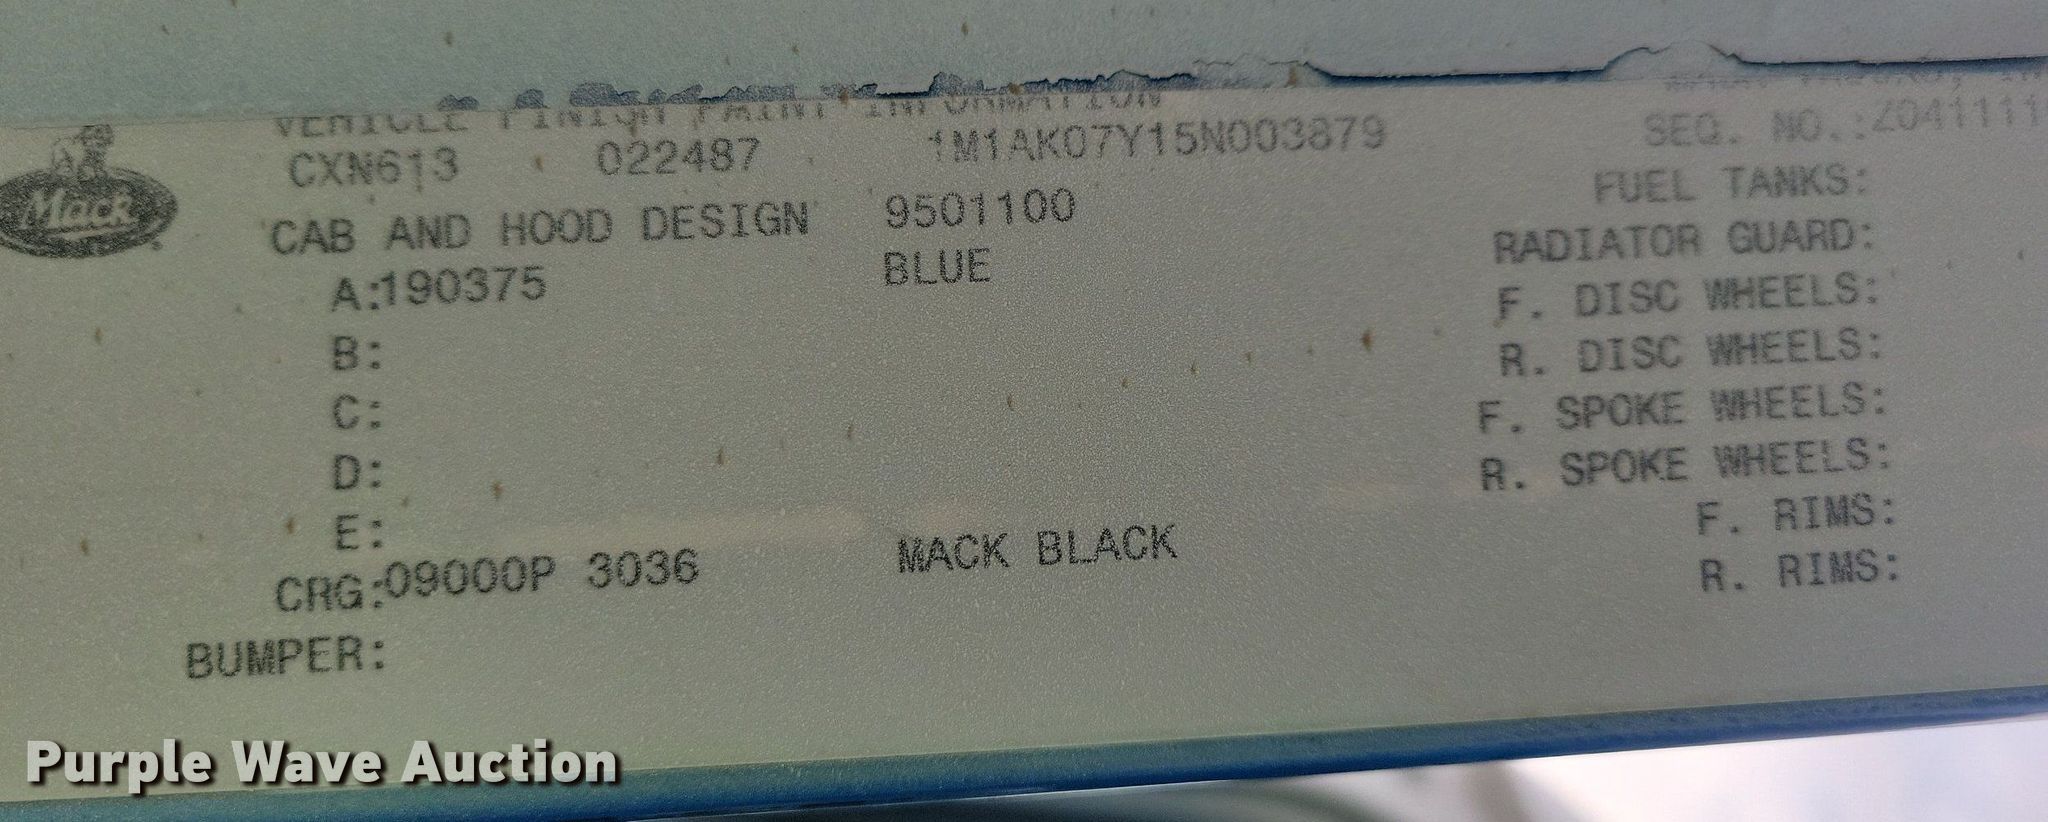 VEHICLE FINISH PAINT INFORMATION
Mack
CXN613 022487 1M1AK07Y15N003879 SEQ. NO.:Z041111
CAB AND HOOD DESIGN 9501100 FUEL TANKS:
A:190375 BLUE RADIATOR GUARD:
B: F. DISC WHEELS:
C: R. DISC WHEELS:
D: F. SPOKE WHEELS:
E: R. SPOKE WHEELS:
CRG:09000P 3036 MACK BLACK F. RIMS:
BUMPER: R. RIMS:
Purple Wave Auction